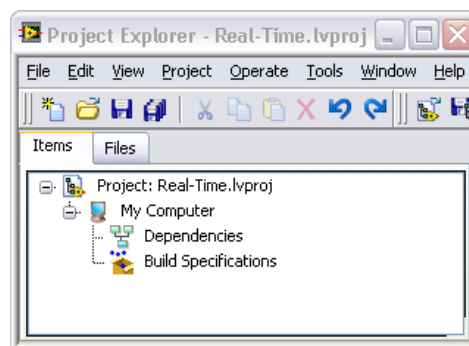 Project Explorer - Real-Time.lvproj
File Edit View Project Operate Tools Window Help
Items Files
Project: Real-Time.lvproj
My Computer
Dependencies
Build Specifications